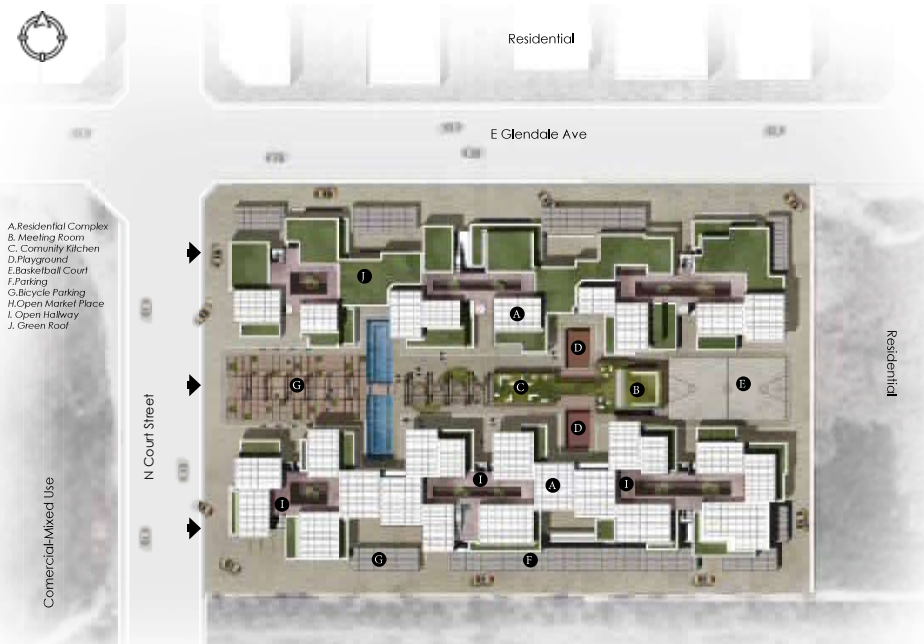 Residential
E Glendale Ave
A.Residential Complex
B. Meeting Room
C. Comunity Kitchen
D.Playground
E.Basketball Court
F.Parking
G.Bicycle Parking
H.Open Market Place
I. Open Hallway
J. Green Roof
J
A
D
G
C
B
E
D
I
I
A
I
G
F
N Court Street
Comercial-Mixed Use
Residential